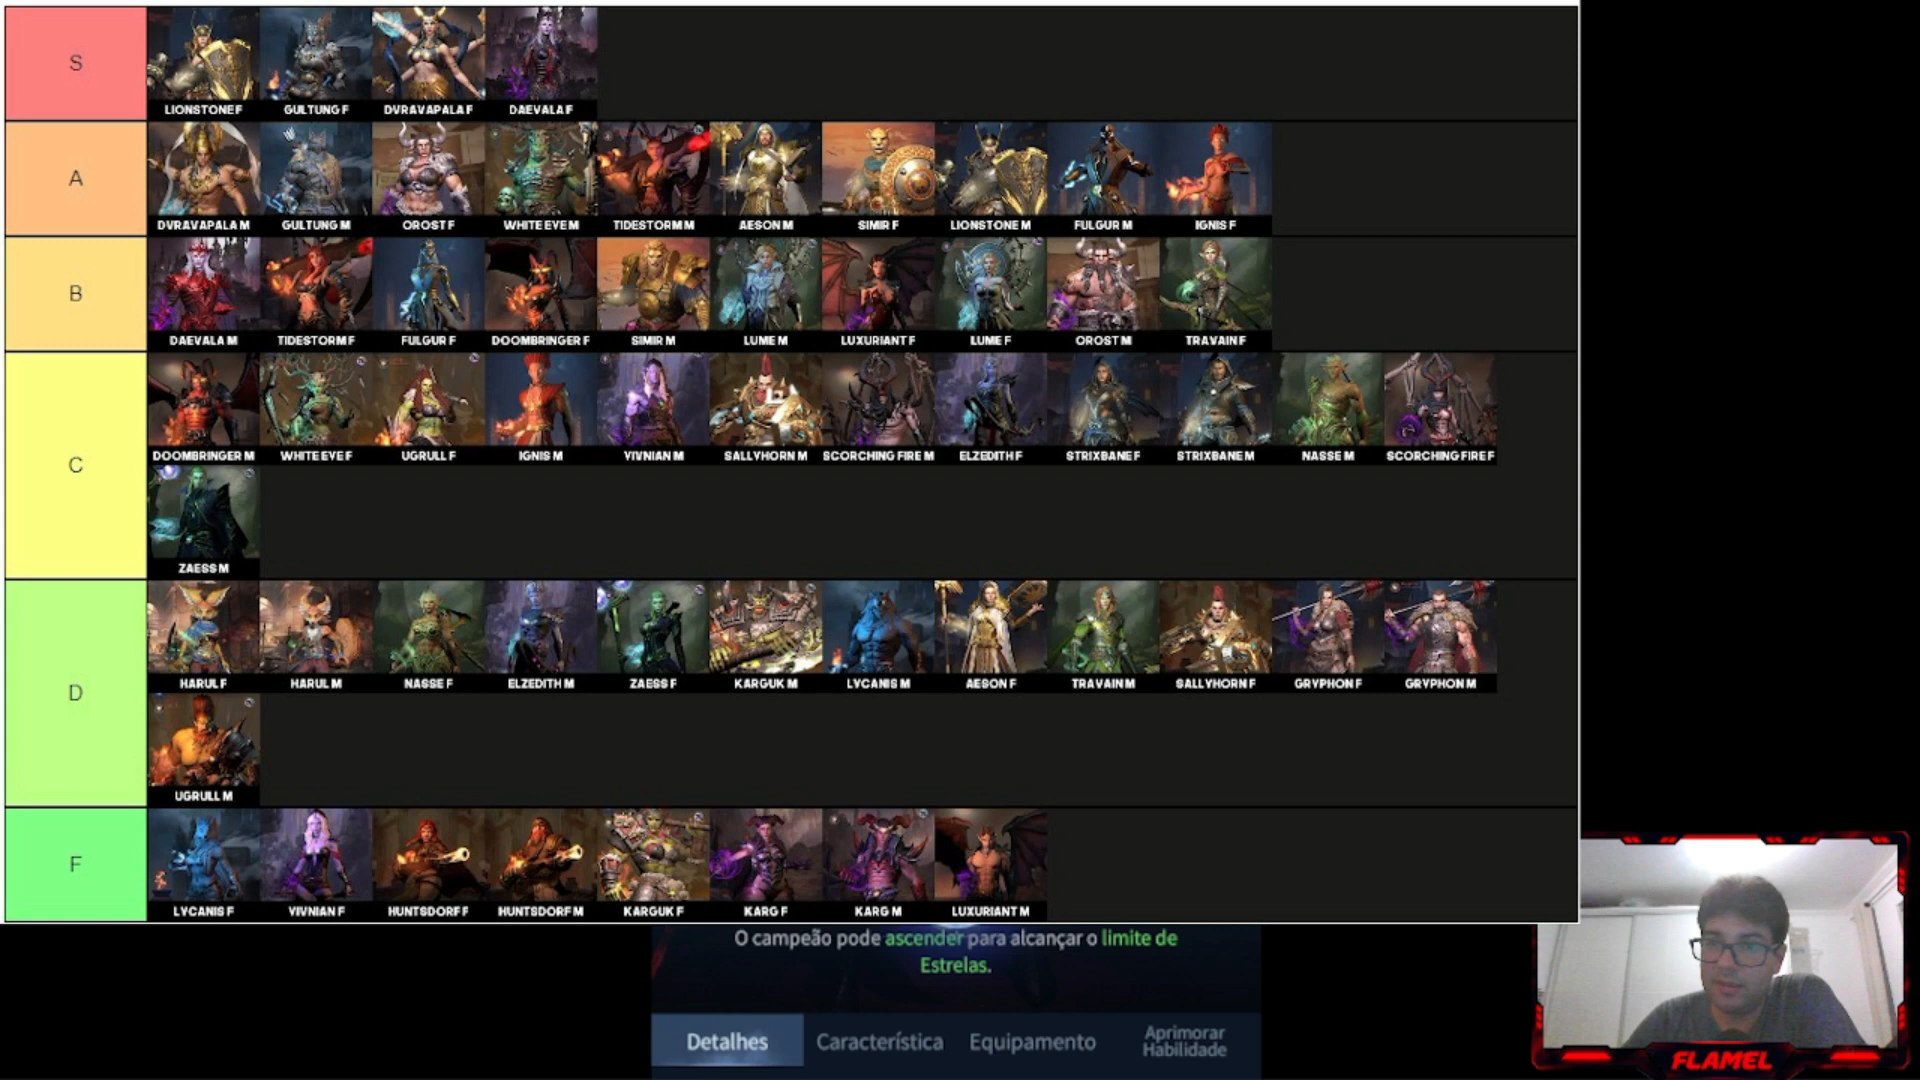 S
LIONSTONE F GULTUNG F DVRAVAPALA F DAEVALA F
A
DVRAVAPALA M GULTUNG M OROST F WHITE EYE M TIDESTORM M AESON M SIMIR F LIONSTONE M FULGUR M IGNIS F
B
DAEVALA M TIDESTORM F FULGUR F DOOMBRINGER F SIMIR M LUME M LUXURIANT F LUME F OROST M TRAVAIN F
C
DOOMBRINGER M WHITE EYE F UGRULL F IGNIS M VIVNIAN M SALLYHORN M SCORCHING FIRE M ELZEDITH F STRIXBANE F STRIXBANE M NASSE M SCORCHING FIRE F
ZAESS M
D
HARUL F HARUL M NASSE F ELZEDITH M ZAESS F KARGUK M LYCANIS M AESON F TRAVAIN M SALLYHORN F GRYPHON F GRYPHON M
UGRULL M
F
LYCANIS F VIVNIAN F HUNTSDORF F HUNTSDORF M KARGUK F KARG F KARG M LUXURIANT M
O campeão pode ascender para alcançar o limite de
Estrelas.
Detalhes Característica Equipamento Aprimorar
Habilidade
FLAMEL